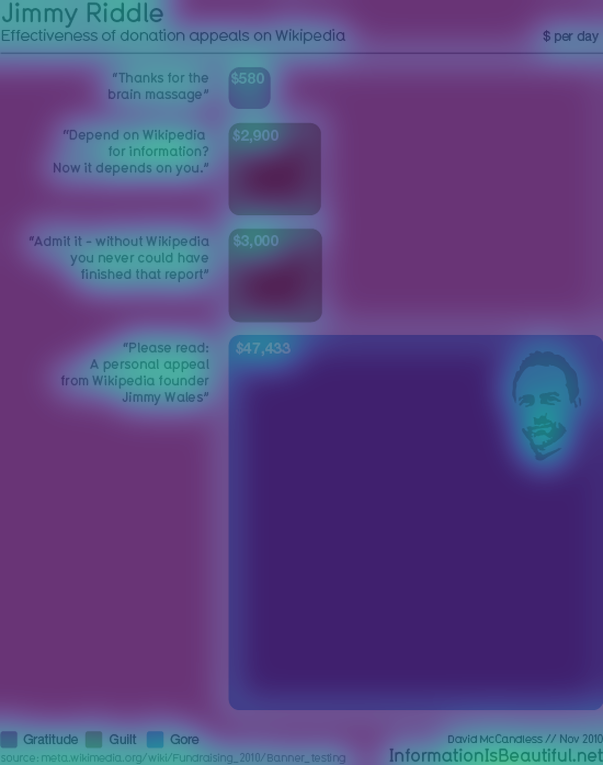 Jimmy Riddle
Effectiveness of donation appeals on Wikipedia
$ per day
"Thanks for the
brain massage"
$580
"Depend on Wikipedia
for information?
Now it depends on you."
$2,900
"Admit it - without Wikipedia
you never could have
finished that report"
$3,000
"Please read:
A personal appeal
from Wikipedia founder
Jimmy Wales"
$47,433
Gratitude
Guilt
Gore
David McCandless // Nov 2010
source: meta.wikimedia.org/wiki/Fundraising_2010/Banner_testing
InformationIsBeautiful.net